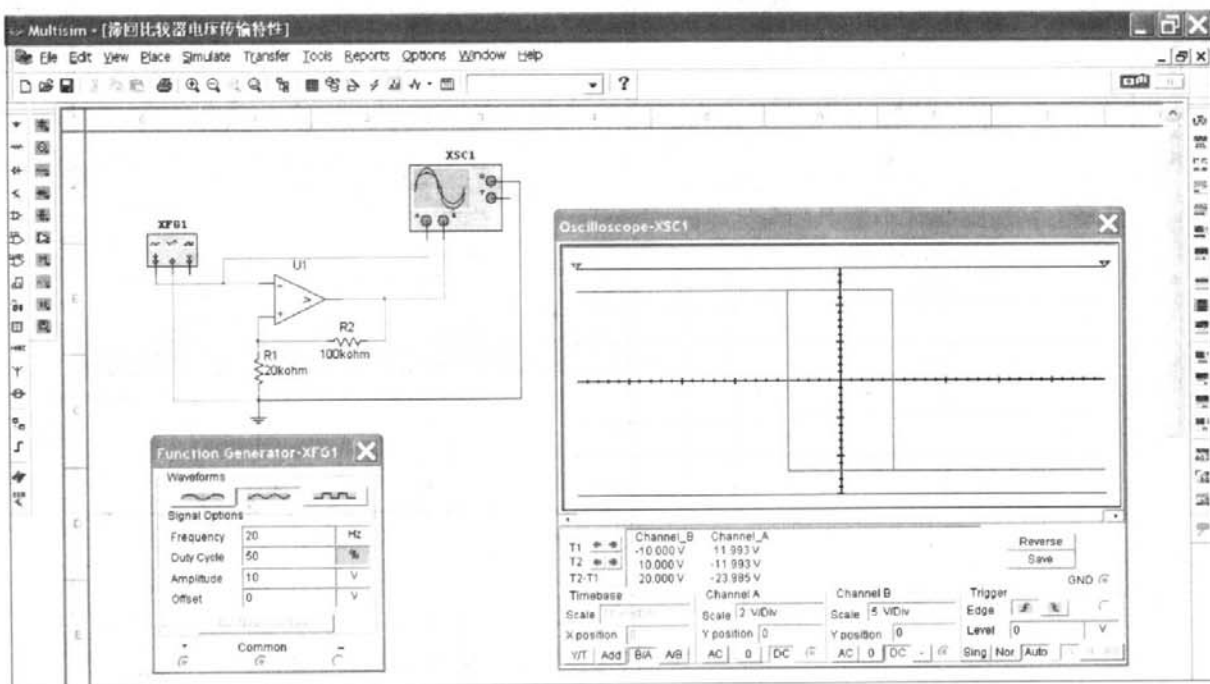 Multisim - [滞回比较器电压传输特性]
File Edit View Place Simulate Transfer Tools Reports Options Window Help
?
XSC1
XFG1
U1
R2
100kohm
R1
20kohm
Oscilloscope-XSC1
Function Generator-XFG1
Waveforms
Signal Options
Frequency 20 Hz
Duty Cycle 50 %
Amplitude 10 V
Offset 0 V
+ Common -
Channel_B Channel_A
T1 -10.000 V 11.993 V
T2 10.000 V -11.993 V
T2-T1 20.000 V -23.985 V
Reverse
Save
GND
Timebase
Scale
X position 0
Y/T Add B/A A/B
Channel A
Scale 2 V/Div
Y position 0
AC 0 DC
Channel B
Scale 5 V/Div
Y position 0
AC 0 DC -
Trigger
Edge
Level 0 V
Sing Nor Auto